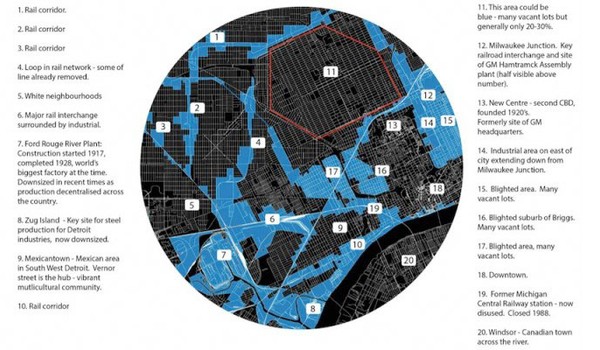 1. Rail corridor.
2. Rail corridor
3. Rail corridor
4. Loop in rail network - some of
line already removed.
5. White neighbourhoods
6. Major rail interchange
surrounded by industrial.
7. Ford Rouge River Plant:
Construction started 1917,
completed 1928, world's
biggest factory at the time.
Downsized in recent times as
production decentralised across
the country.
8. Zug Island - Key site for steel
production for Detroit
industries, now downsized.
9. Mexicantown - Mexican area
in South West Detroit. Vernor
street is the hub - vibrant
mutlicultural community.
10. Rail corridor
1
2
3
4
5
6
7
8
9
10
11
12
13
14
15
16
17
18
19
20
11. This area could be
blue - many vacant lots but
generally only 20-30%.
12. Milwaukee Junction. Key
railroad interchange and site
of GM Hamtramck Assembly
plant (half visible above
number).
13. New Centre - second CBD,
founded 1920's.
Formerly site of GM
headquarters.
14. Industrial area on east of
city extending down from
Milwaukee Junction.
15. Blighted area. Many
vacant lots.
16. Blighted suburb of Briggs.
Many vacant lots.
17. Blighted area, many
vacant lots.
18. Downtown.
19. Former Michigan
Central Railway station - now
disused. Closed 1988.
20. Windsor - Canadian town
across the river.